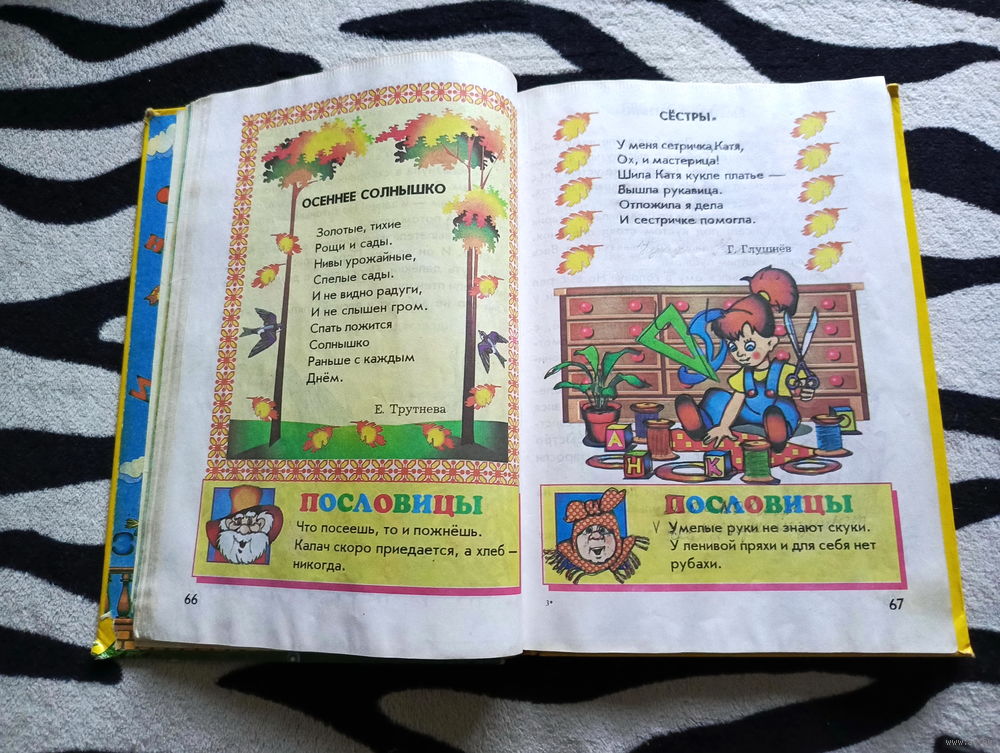 ОСЕННЕЕ СОЛНЫШКО
Золотые, тихие
Рощи и сады.
Нивы урожайные,
Спелые сады.
И не видно радуги,
И не слышен гром.
Спать ложится
Солнышко
Раньше с каждым
Днём.
Е. Трутнева
ПОСЛОВИЦЫ
Что посеешь, то и пожнёшь.
Калач скоро приедается, а хлеб –
никогда.
66
СЁСТРЫ
У меня сетричка Катя,
Ох, и мастерица!
Шила Катя кукле платье —
Вышла рукавица.
Отложила я дела
И сестричке помогла.
Г. Глушнёв
А
Н К
ПОСЛОВИЦЫ
Умелые руки не знают скуки.
У ленивой пряхи и для себя нет
рубахи.
3*
67